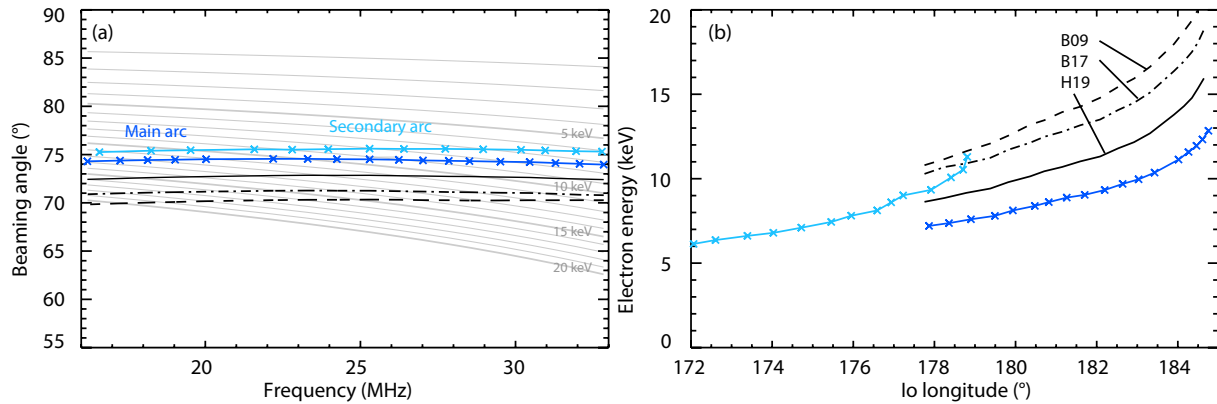 (a)
90
85
80
75
70
65
60
55
Beaming angle (°)
Main arc
Secondary arc
5 keV
10 keV
15 keV
20 keV
20
25
30
Frequency (MHz)
(b)
20
15
10
5
0
Electron energy (keV)
B09
B17
H19
172
174
176
178
180
182
184
Io longitude (°)